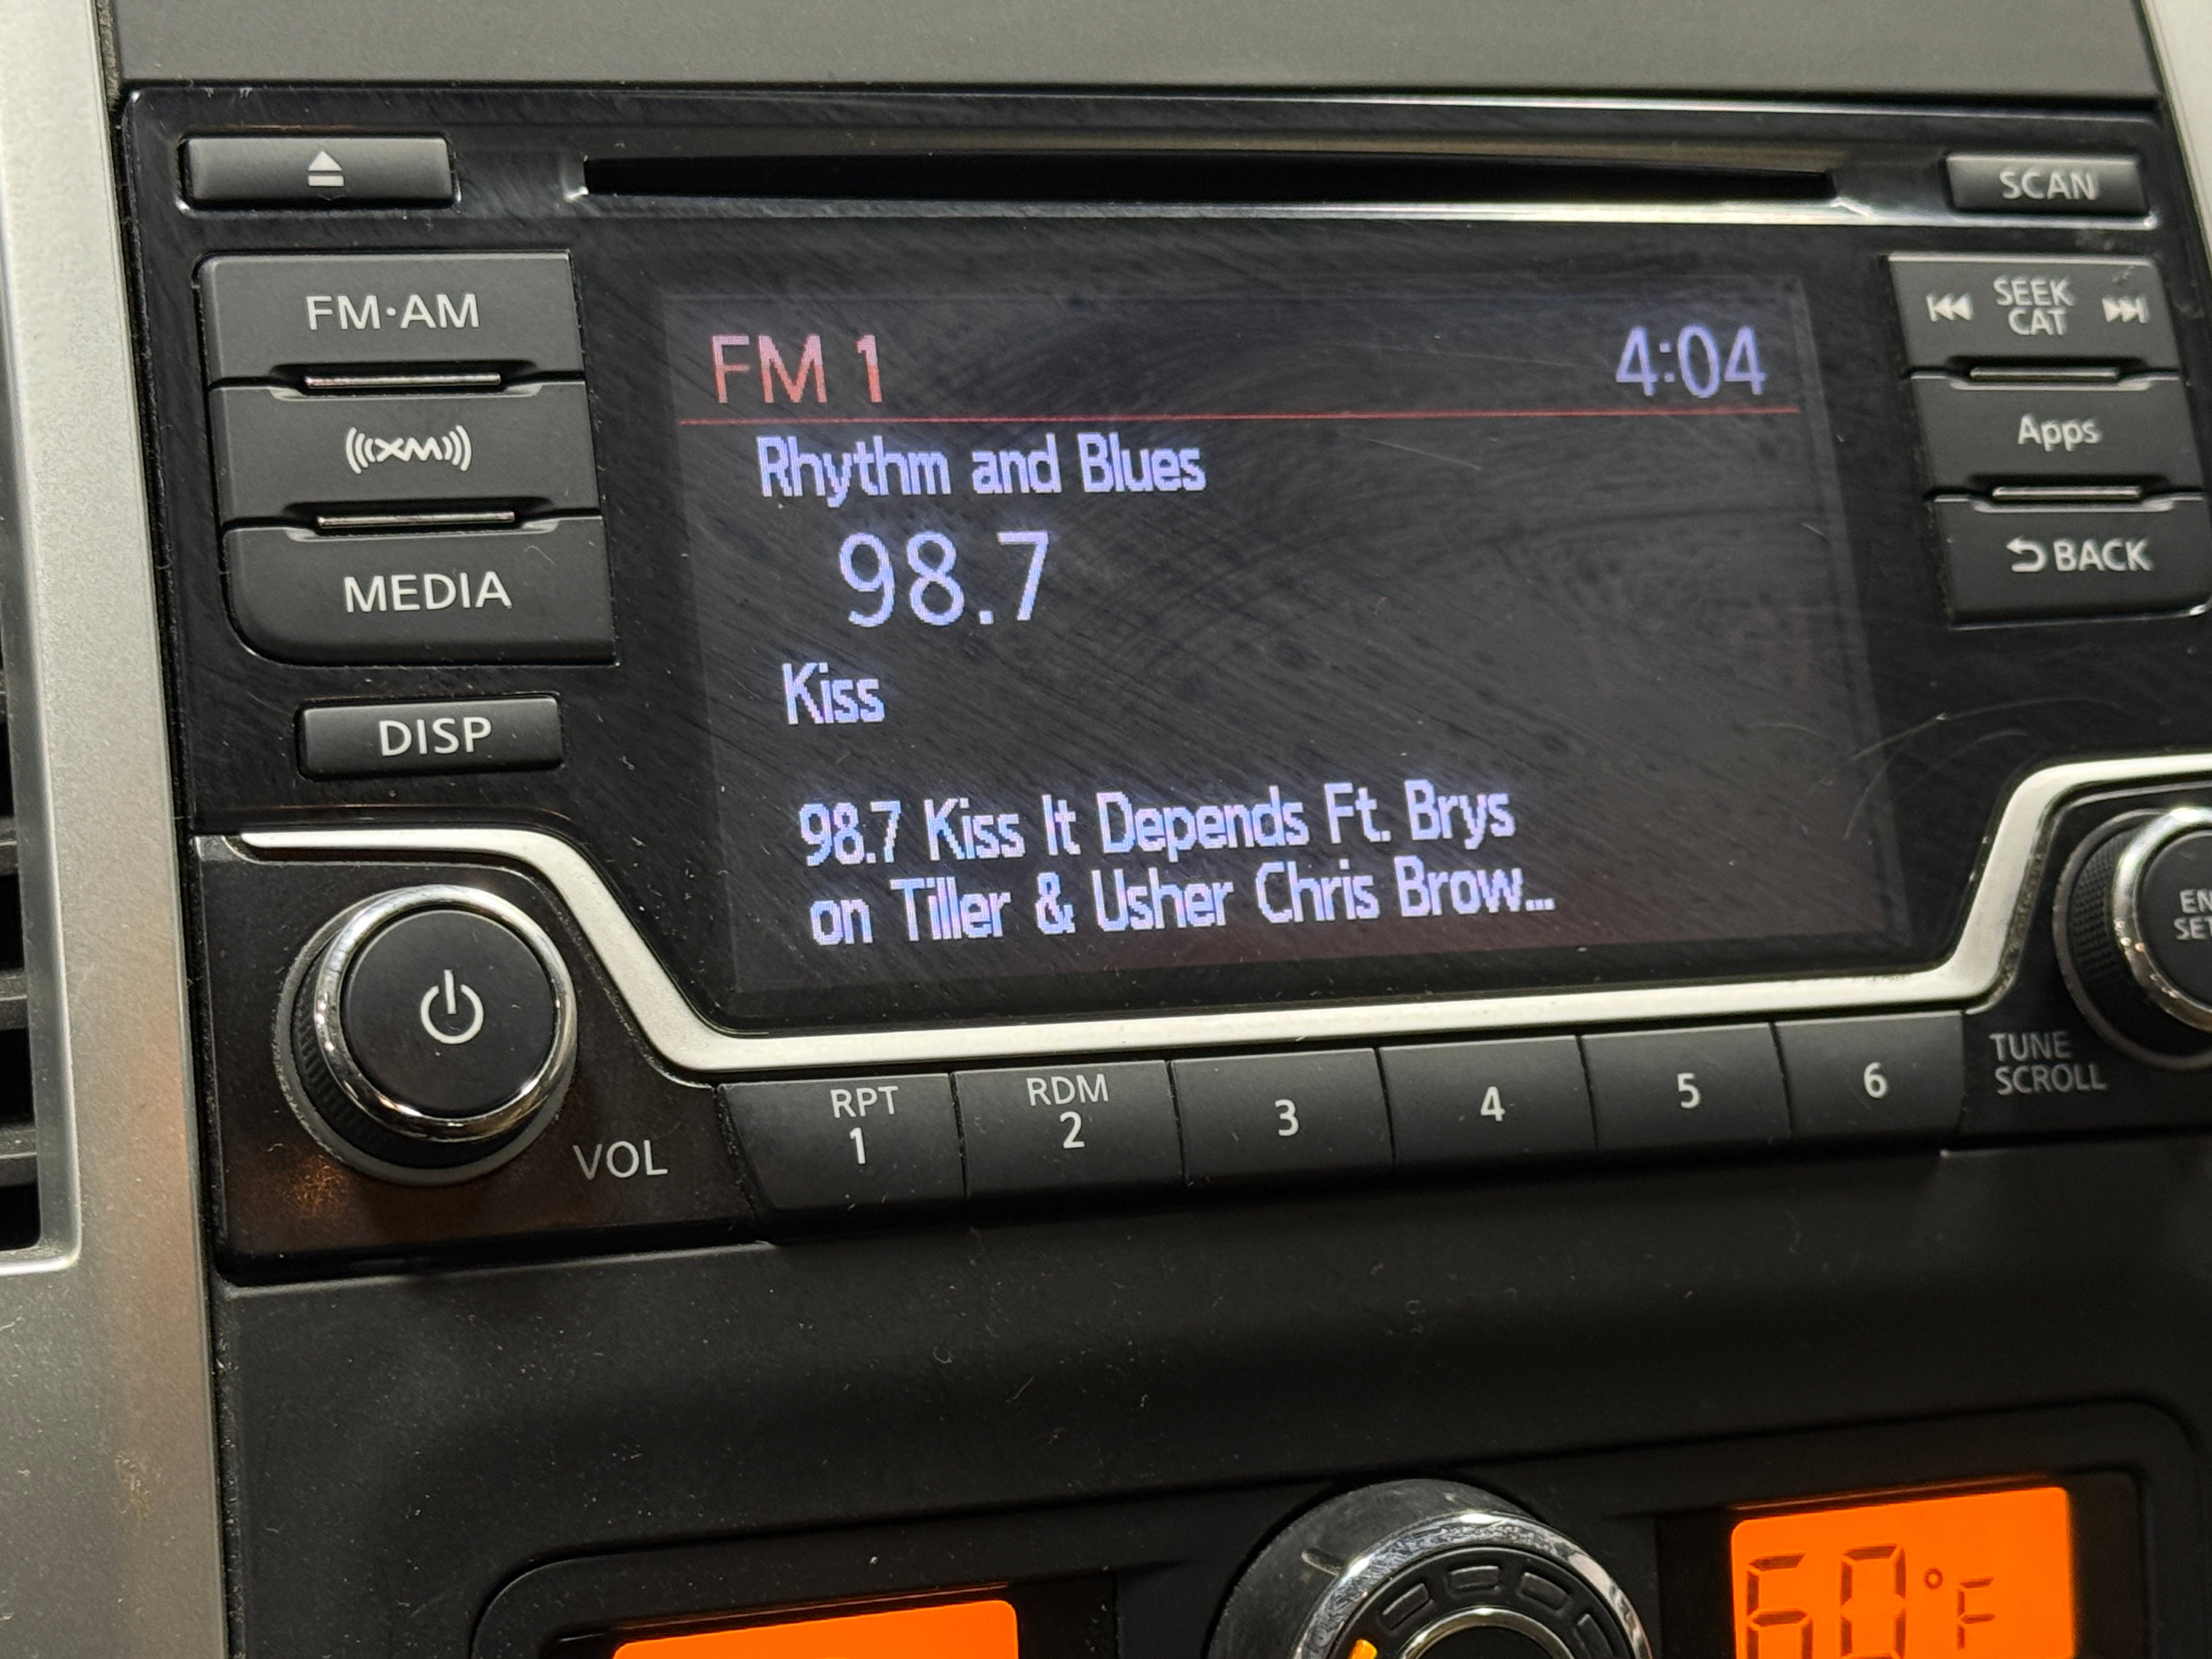 SCAN
FM·AM
SEEK
CAT
FM 1
4:04
XM
Apps
Rhythm and Blues
98.7
MEDIA
BACK
Kiss
DISP
98.7 Kiss It Depends Ft. Brys
on Tiller & Usher Chris Brow...
VOL
TUNE
SCROLL
RPT
1
RDM
2
3
4
5
6
60°F